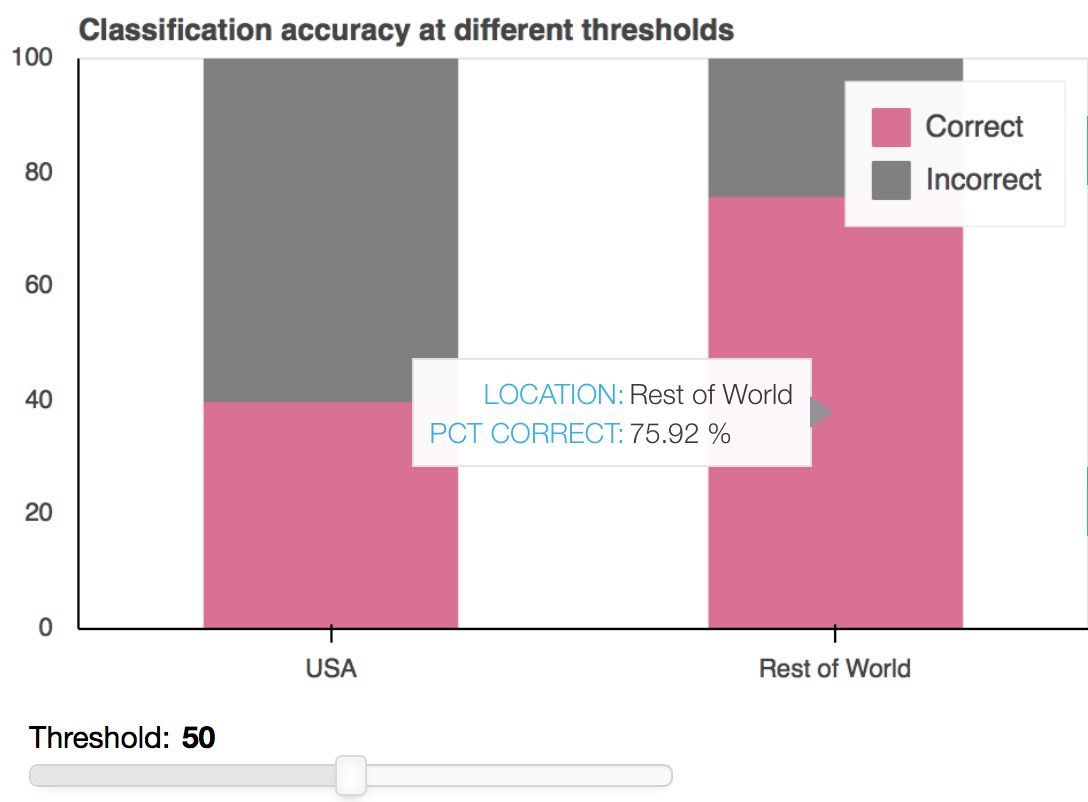 Classification accuracy at different thresholds
100
80
60
40
20
0
Correct
Incorrect
LOCATION: Rest of World
PCT CORRECT: 75.92 %
USA
Rest of World
Threshold: 50